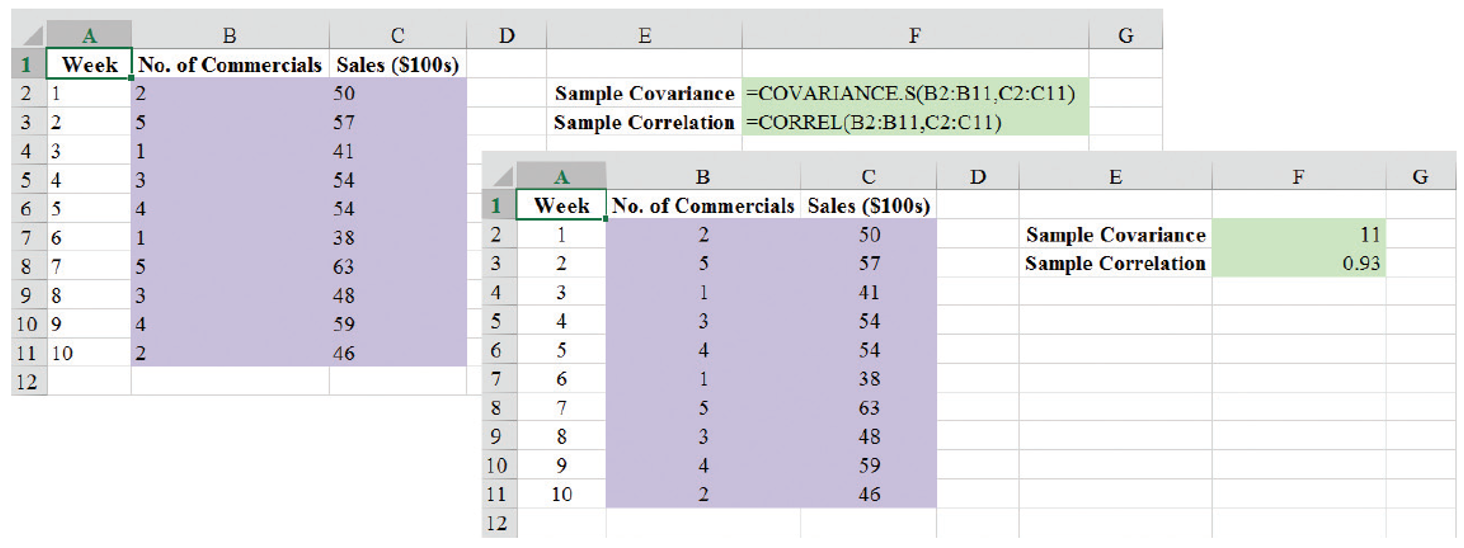 A B C D E F G
1 Week No. of Commercials Sales ($100s)
2 1 2 50 Sample Covariance =COVARIANCE.S(B2:B11,C2:C11)
3 2 5 57 Sample Correlation =CORREL(B2:B11,C2:C11)
4 3 1 41
5 4 3 54
6 5 4 54
7 6 1 38
8 7 5 63
9 8 3 48
10 9 4 59
11 10 2 46
12
A B C D E F G
1 Week No. of Commercials Sales ($100s)
2 1 2 50 Sample Covariance 11
3 2 5 57 Sample Correlation 0.93
4 3 1 41
5 4 3 54
6 5 4 54
7 6 1 38
8 7 5 63
9 8 3 48
10 9 4 59
11 10 2 46
12